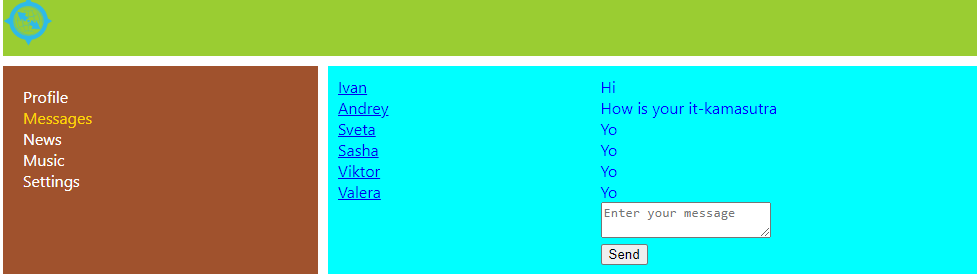 Profile
Messages
News
Music
Settings
Ivan
Andrey
Sveta
Sasha
Viktor
Valera
Hi
How is your it-kamasutra
Yo
Yo
Yo
Yo
Enter your message
Send